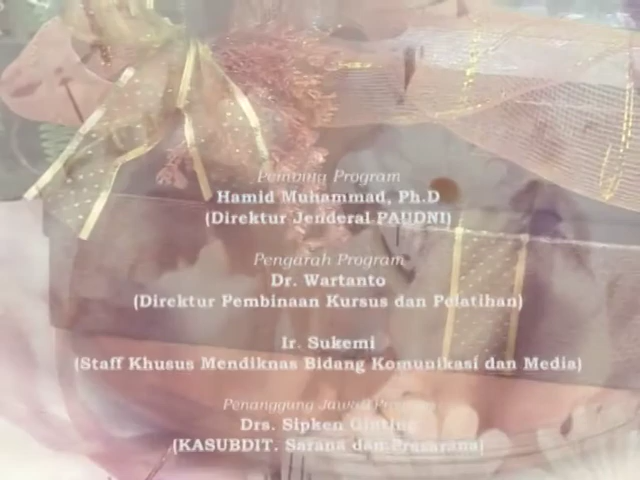 Pembina Program
Hamid Muhammad, Ph.D
(Direktur Jenderal PAUDNI)
Pengarah Program
Dr. Wartanto
(Direktur Pembinaan Kursus dan Pelatihan)
Ir. Sukemi
(Staff Khusus Mendiknas Bidang Komunikasi dan Media)
Penanggung Jawab Program
Drs. Sipken Ginting
(KASUBDIT. Sarana dan Prasarana)